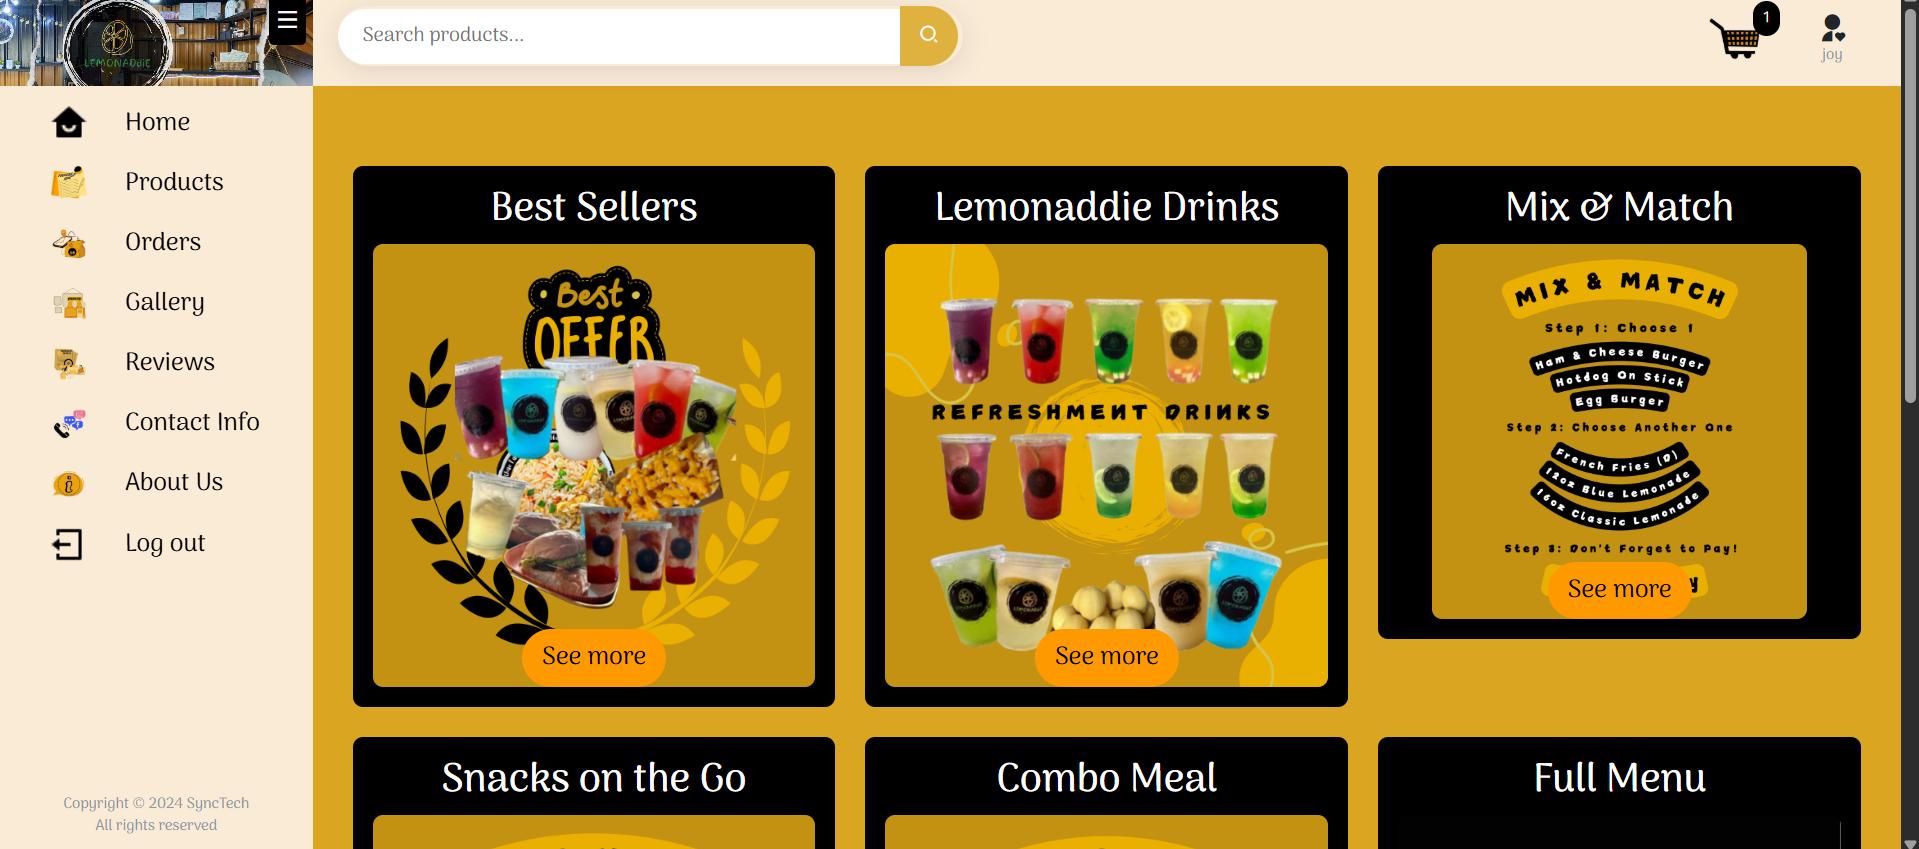 LEMONADDIE
Search products...
1
joy
Home
Products
Orders
Gallery
Reviews
Contact Info
About Us
Log out
Copyright © 2024 SyncTech
All rights reserved
Best Sellers
Best
OFFER
See more
Lemonaddie Drinks
REFRESHMENT DRINKS
See more
Mix & Match
MIX & MATCH
Step 1: Choose 1
Ham & Cheese Burger
Hotdog On Stick
Egg Burger
Step 2: Choose Another One
French Fries (D)
12oz Blue Lemonade
16oz Classic Lemonade
Step 3: Don't Forget to Pay!
See more
Snacks on the Go
Combo Meal
Full Menu